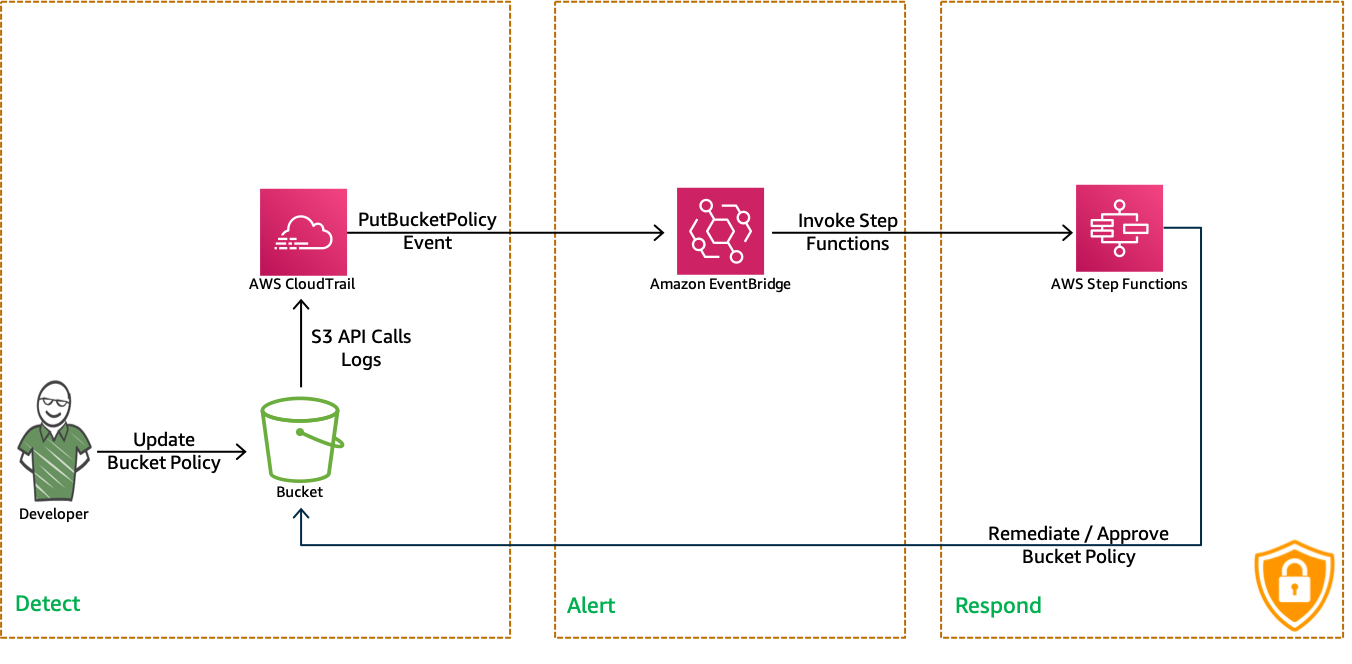 PutBucketPolicy
Event
Invoke Step
Functions
AWS CloudTrail
Amazon EventBridge
AWS Step Functions
S3 API Calls
Logs
Update
Bucket Policy
Bucket
Developer
Remediate / Approve
Bucket Policy
Detect
Alert
Respond